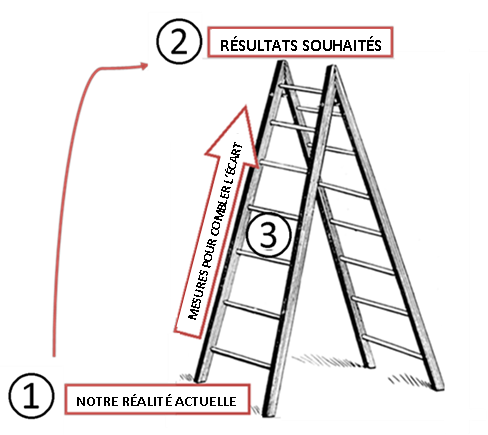 2 RÉSULTATS SOUHAITÉS
MESURES POUR COMBLER L'ÉCART
3
1 NOTRE RÉALITÉ ACTUELLE